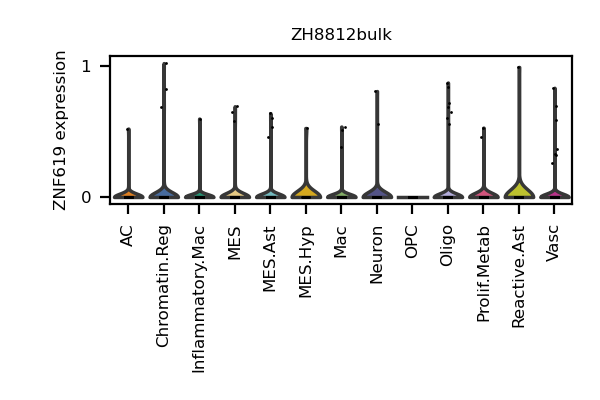 ZH8812bulk
ZNF619 expression
1
0
AC
Chromatin.Reg
Inflammatory.Mac
MES
MES.Ast
MES.Hyp
Mac
Neuron
OPC
Oligo
Prolif.Metab
Reactive.Ast
Vasc